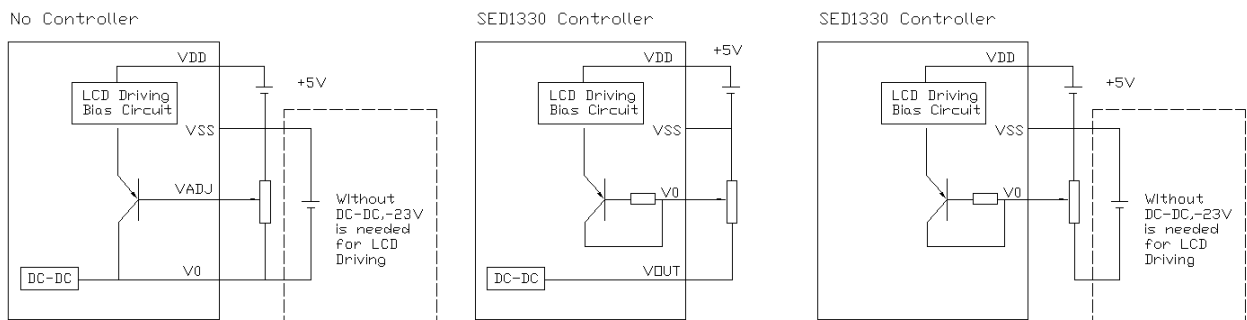 No Controller
VDD
+5V
LCD Driving
Bias Circuit
VSS
VADJ
WIthout
DC-DC,-23V
is needed
for LCD
Driving
V0
DC-DC
SED1330 Controller
VDD
+5V
LCD Driving
Bias Circuit
VSS
V0
VOUT
DC-DC
SED1330 Controller
VDD
+5V
LCD Driving
Bias Circuit
VSS
V0
WIthout
DC-DC,-23V
is needed
for LCD
Driving